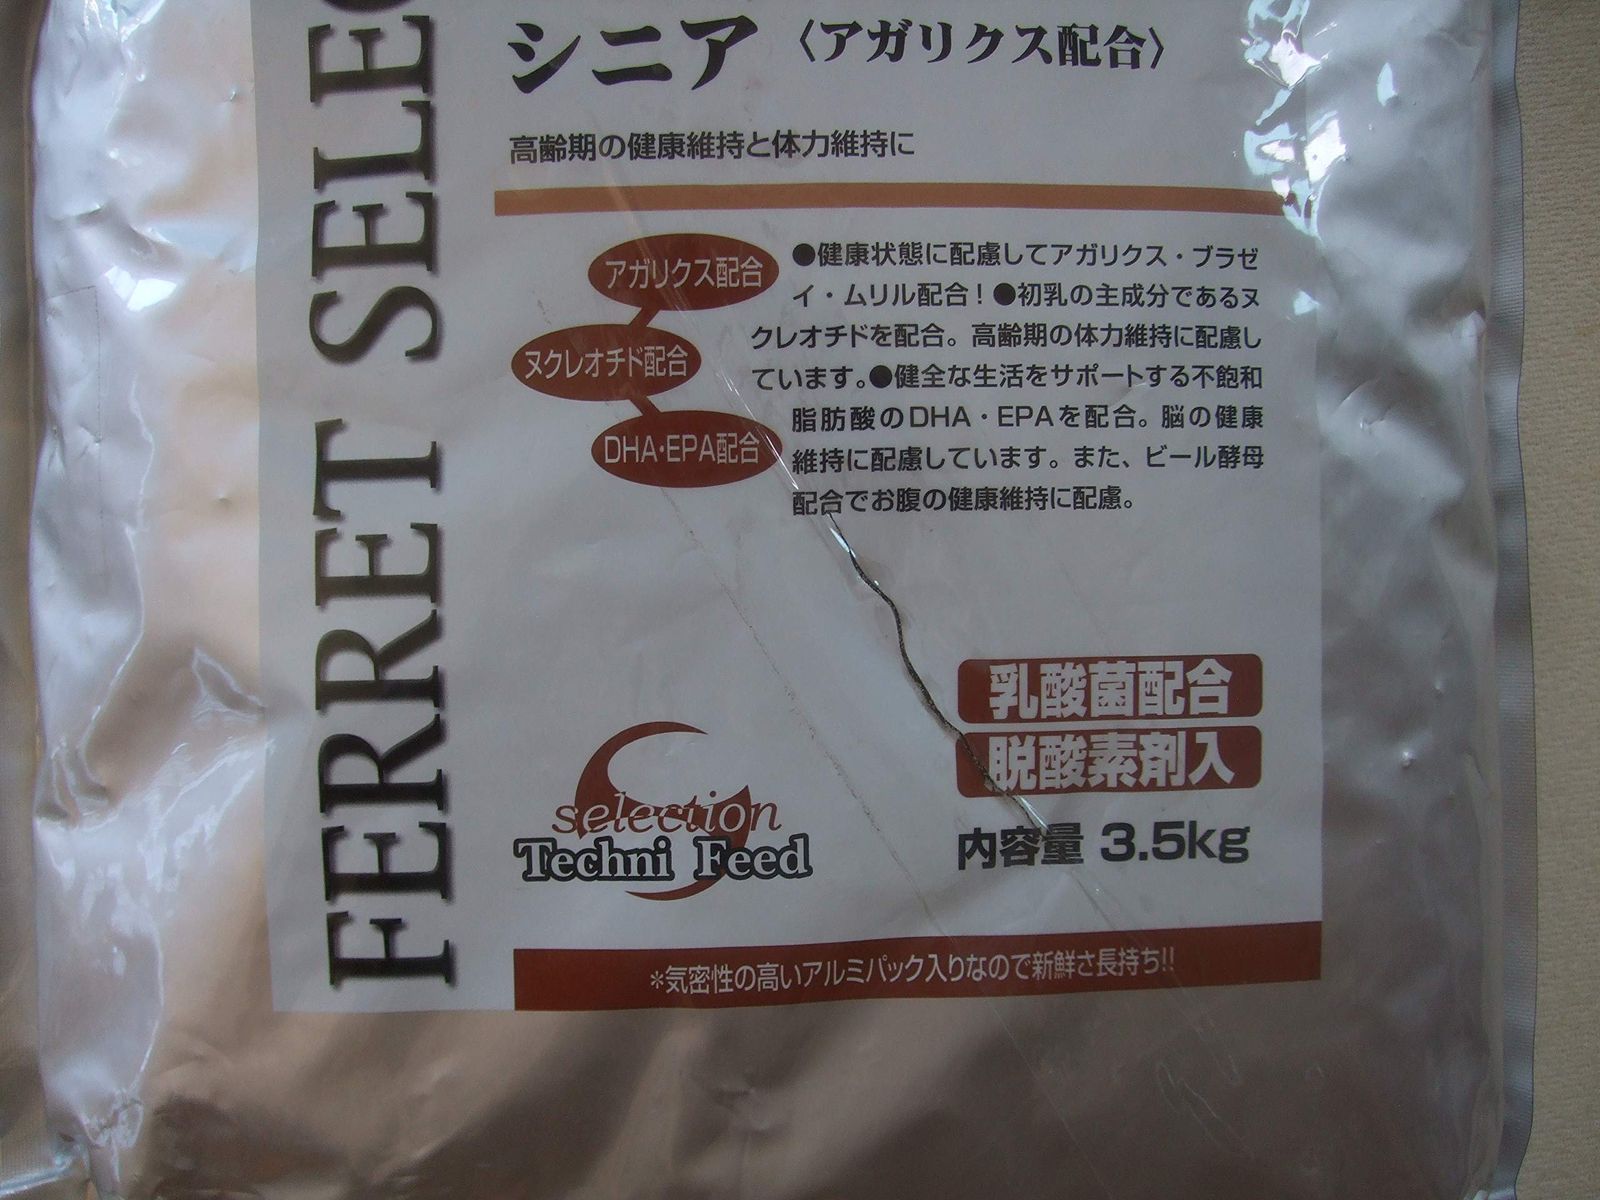 FERRET SELEC
シニア 〈アガリクス配合〉
高齢期の健康維持と体力維持に
アガリクス配合
ヌクレオチド配合
DHA・EPA配合
●健康状態に配慮してアガリクス・ブラゼ
イ・ムリル配合!●初乳の主成分であるヌ
クレオチドを配合。高齢期の体力維持に配慮し
ています。●健全な生活をサポートする不飽和
脂肪酸のDHA・EPAを配合。脳の健康
維持に配慮しています。また、ビール酵母
配合でお腹の健康維持に配慮。
乳酸菌配合
脱酸素剤入
内容量 3.5kg
selection
Techni Feed
*気密性の高いアルミパック入りなので新鮮さ長持ち!!